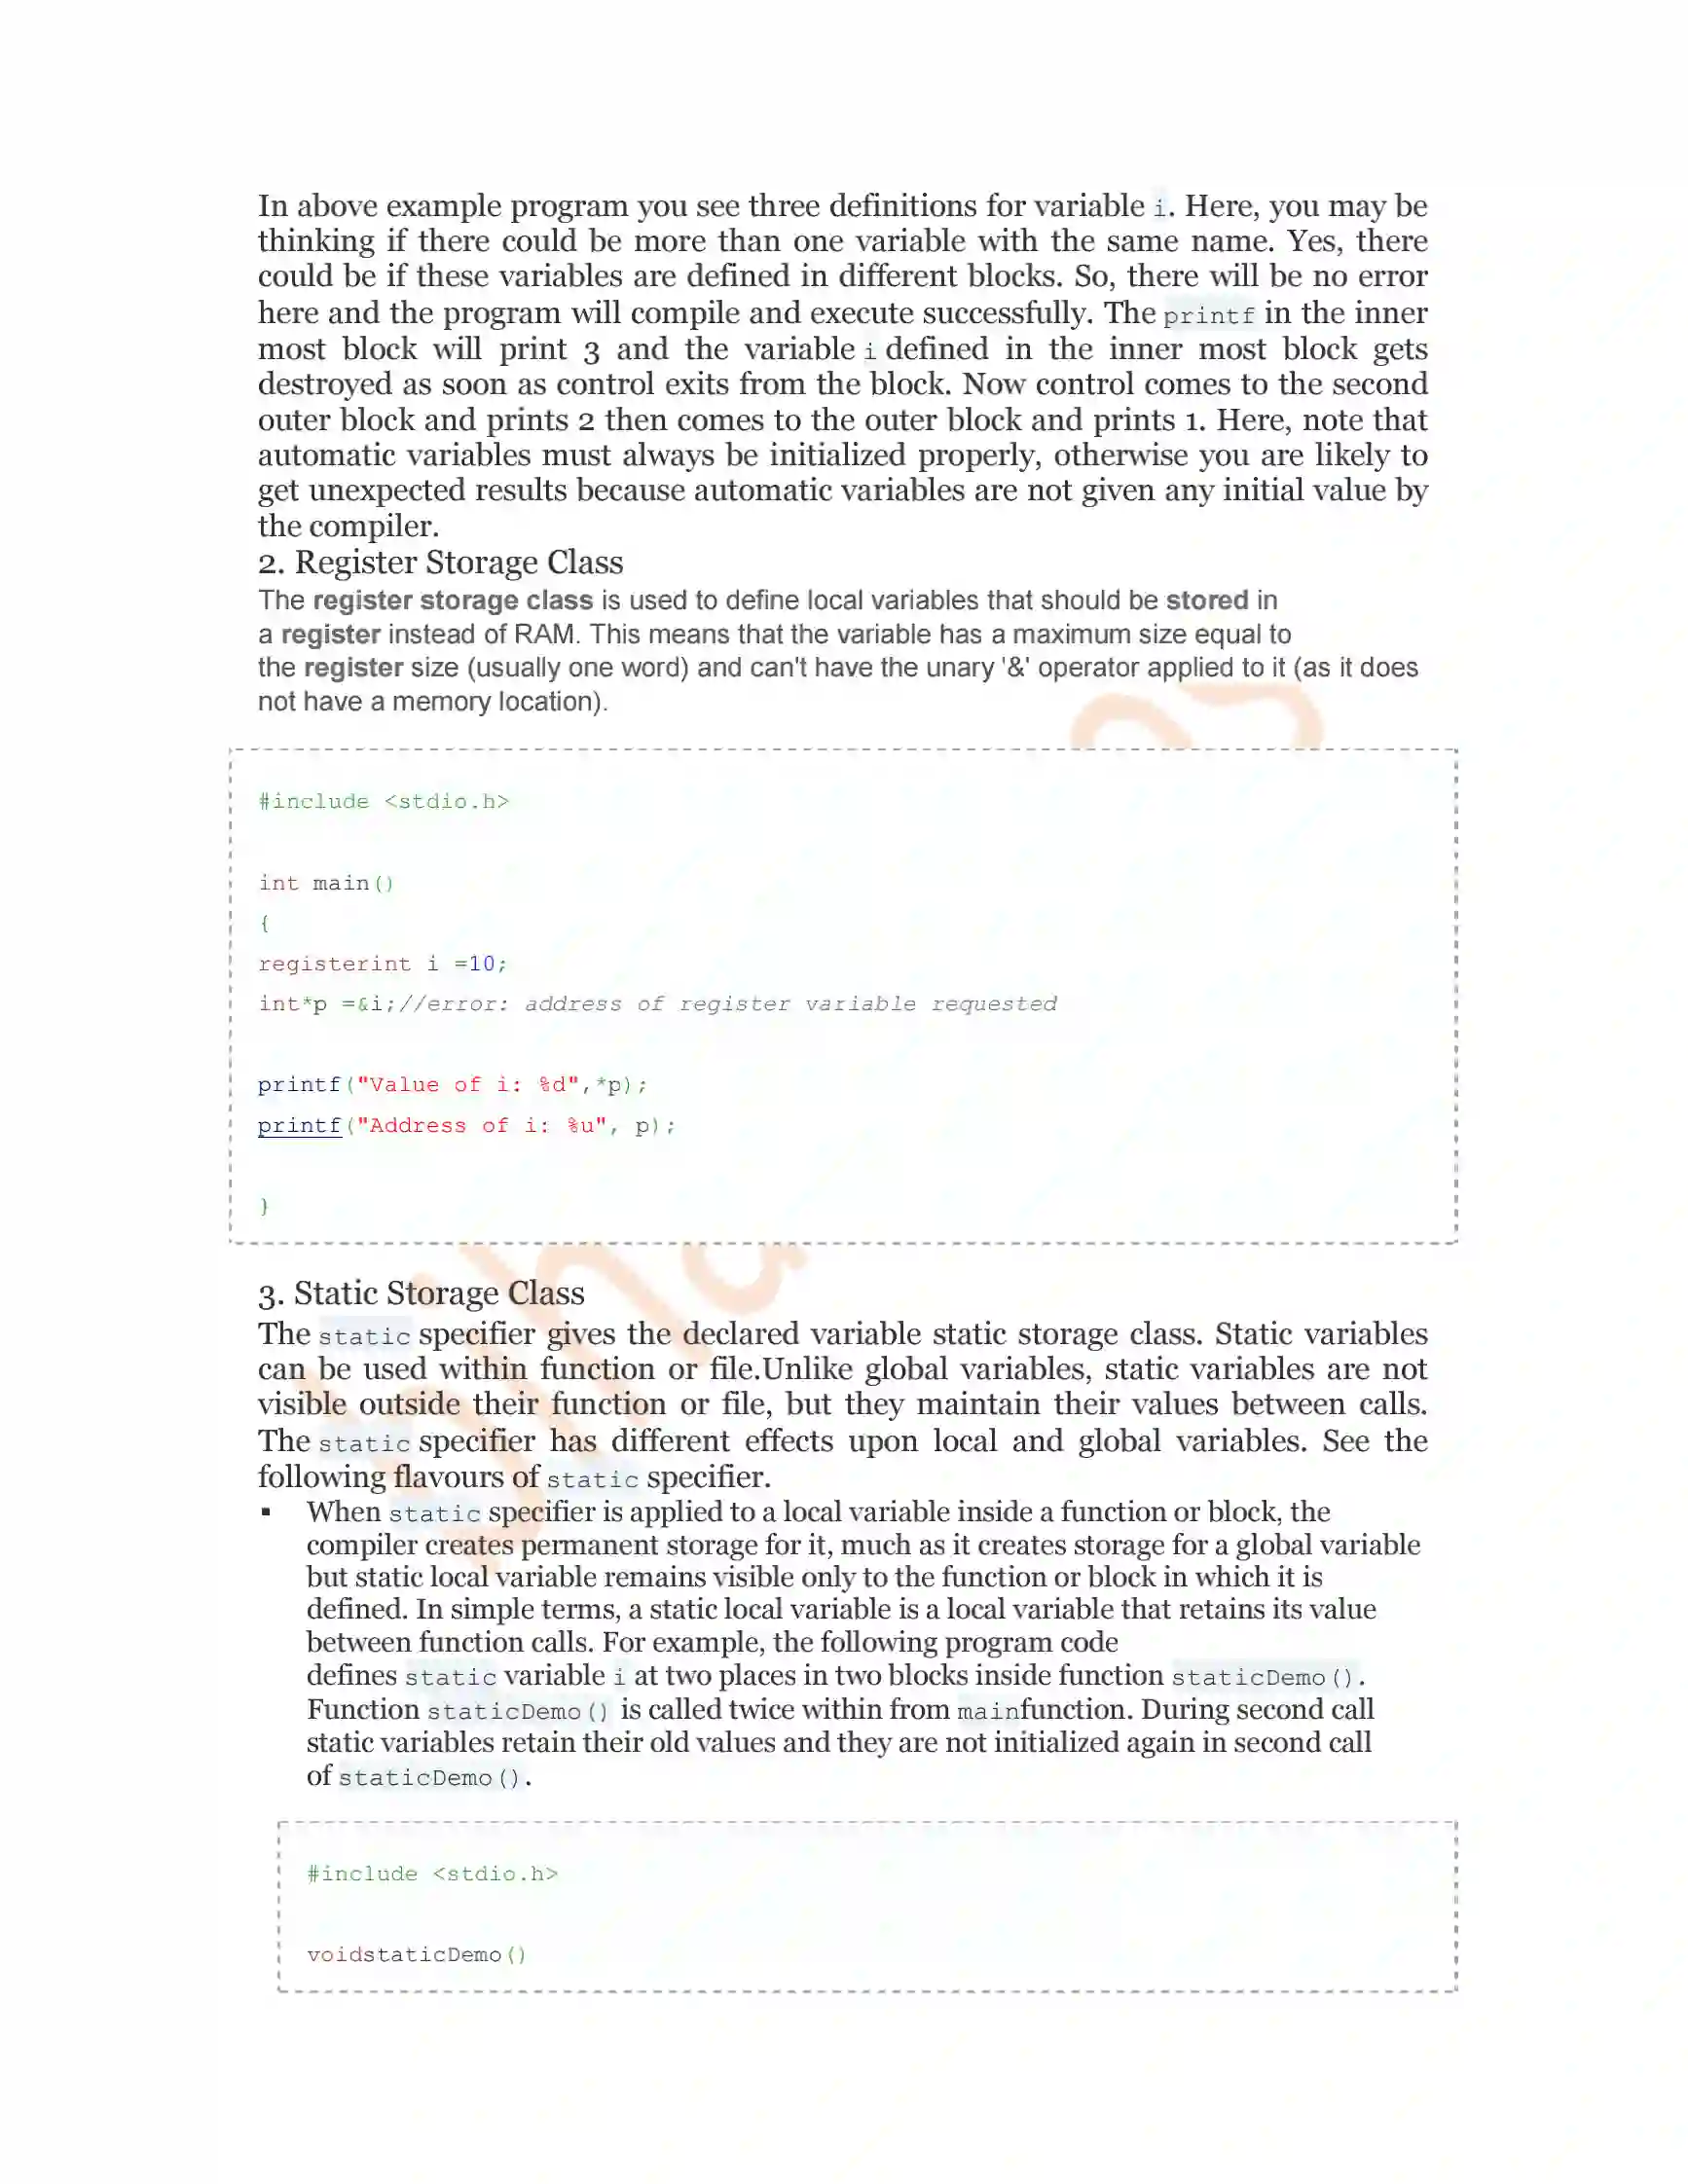 In above example program you see three definitions for variable i. Here, you may be
thinking if there could be more than one variable with the same name. Yes, there
could be if these variables are defined in different blocks. So, there will be no error
here and the program will compile and execute successfully. The printf in the inner
most block will print 3 and the variable i defined in the inner most block gets
destroyed as soon as control exits from the block. Now control comes to the second
outer block and prints 2 then comes to the outer block and prints 1. Here, note that
automatic variables must always be initialized properly, otherwise you are likely to
get unexpected results because automatic variables are not given any initial value by
the compiler.
2. Register Storage Class
The register storage class is used to define local variables that should be stored in
a register instead of RAM. This means that the variable has a maximum size equal to
the register size (usually one word) and can't have the unary '&' operator applied to it (as it does
not have a memory location).
#include <stdio.h>
int main()
{
registerint i =10;
int*p =&i;//error: address of register variable requested
printf("Value of i: %d",*p);
printf("Address of i: %u", p);
}
3. Static Storage Class
The static specifier gives the declared variable static storage class. Static variables
can be used within function or file.Unlike global variables, static variables are not
visible outside their function or file, but they maintain their values between calls.
The static specifier has different effects upon local and global variables. See the
following flavours of static specifier.
▪ When static specifier is applied to a local variable inside a function or block, the
compiler creates permanent storage for it, much as it creates storage for a global variable
but static local variable remains visible only to the function or block in which it is
defined. In simple terms, a static local variable is a local variable that retains its value
between function calls. For example, the following program code
defines static variable i at two places in two blocks inside function staticDemo().
Function staticDemo() is called twice within from mainfunction. During second call
static variables retain their old values and they are not initialized again in second call
of staticDemo().
#include <stdio.h>
voidstaticDemo()